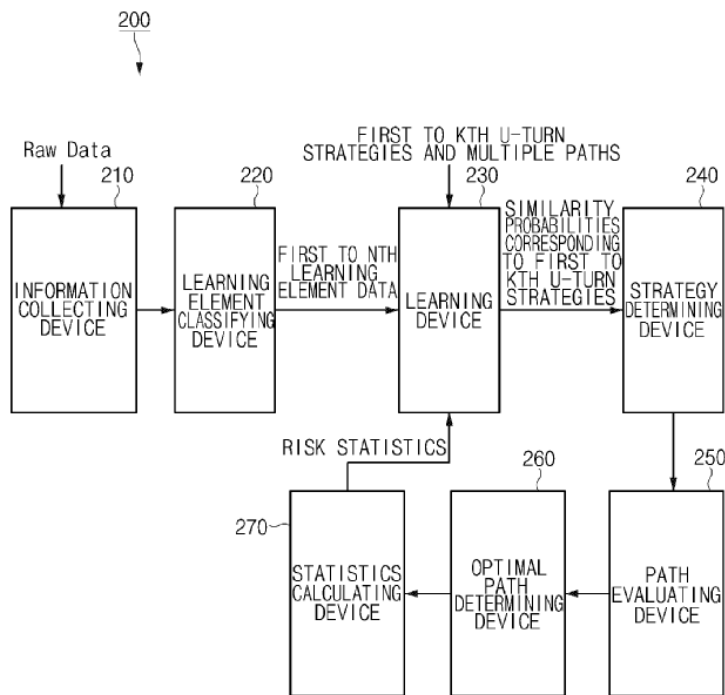 200
Raw Data
FIRST TO KTH U-TURN
STRATEGIES AND MULTIPLE PATHS
210
220
230
240
INFORMATION
COLLECTING
DEVICE
LEARNING
ELEMENT
CLASSIFYING
DEVICE
FIRST TO NTH
LEARNING
ELEMENT DATA
LEARNING
DEVICE
SIMILARITY
PROBABILITIES
CORRESPONDING
TO FIRST TO
KTH U-TURN
STRATEGIES
STRATEGY
DETERMINING
DEVICE
RISK STATISTICS
270
260
250
STATISTICS
CALCULATING
DEVICE
OPTIMAL
PATH
DETERMINING
DEVICE
PATH
EVALUATING
DEVICE